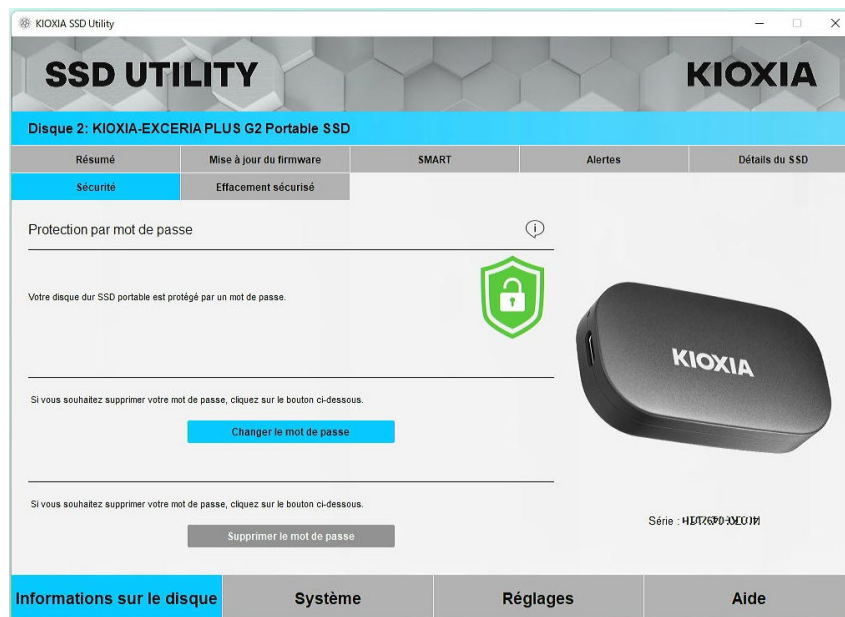 KIOXIA SSD Utility
SSD UTILITY
KIOXIA
Disque 2: KIOXIA-EXCERIA PLUS G2 Portable SSD
Résumé
Mise à jour du firmware
SMART
Alertes
Détails du SSD
Sécurité
Effacement sécurisé
Protection par mot de passe
Votre disque dur SSD portable est protégé par un mot de passe.
KIOXIA
Si vous souhaitez supprimer votre mot de passe, cliquez sur le bouton ci-dessous.
Changer le mot de passe
Si vous souhaitez supprimer votre mot de passe, cliquez sur le bouton ci-dessous.
Supprimer le mot de passe
Série :
Informations sur le disque
Système
Réglages
Aide